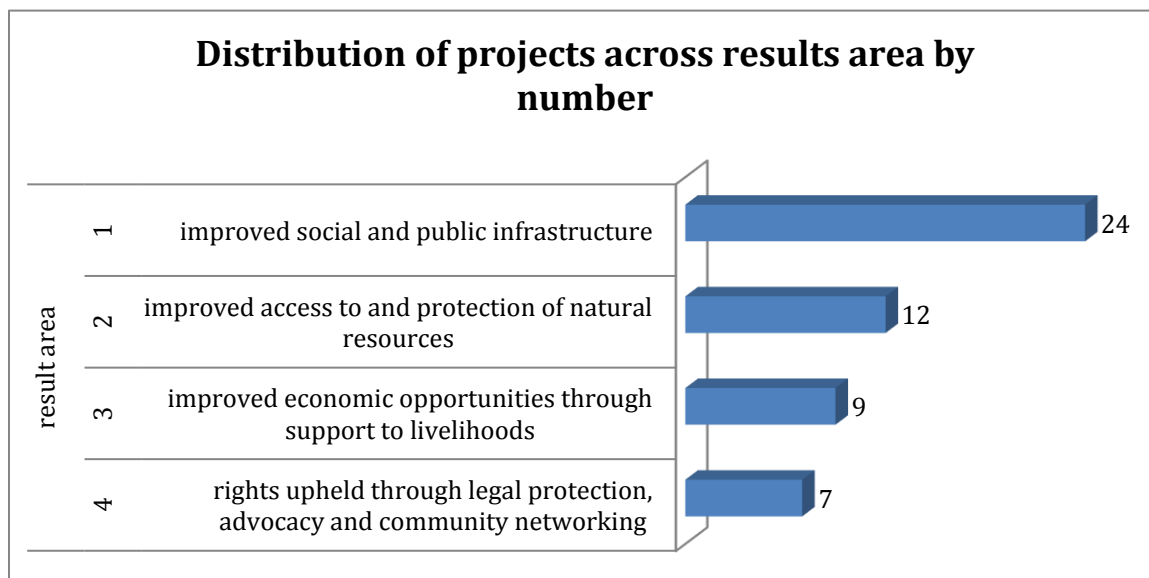 Distribution of projects across results area by
number
result area
1
improved social and public infrastructure
24
2
improved access to and protection of natural
resources
12
3
improved economic opportunities through
support to livelihoods
9
4
rights upheld through legal protection,
advocacy and community networking
7